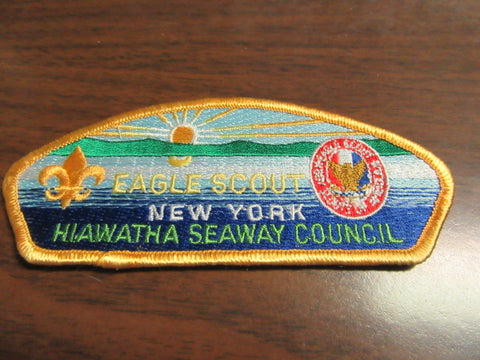 EAGLE SCOUT
NEW YORK
HIAWATHA SEAWAY COUNCIL